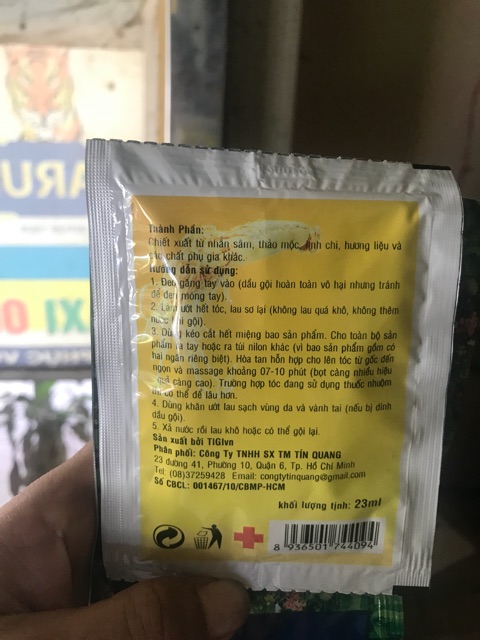 Thành Phần:
Chiết xuất từ nhân sâm, thảo mộc, linh chi, hương liệu và
các chất phụ gia khác.
Hướng dẫn sử dụng:
1. Đeo găng tay vào (dầu gội hoàn toàn vô hại nhưng tránh
để đen móng tay).
2. Làm ướt hết tóc, lau sơ lại (không lau quá khô, không thêm
nước khi gội).
3. Dùng kéo cắt hết miệng bao sản phẩm. Cho toàn bộ sản
phẩm ra tay hoặc ra túi nilon khác (vì bao sản phẩm gồm có
hai ngăn riêng biệt). Hòa tan hỗn hợp cho lên tóc từ gốc đến
ngọn và massage khoảng 07-10 phút (bọt càng nhiều hiệu
quả càng cao). Trường hợp tóc đang sử dụng thuốc nhuộm
thì có thể để lâu hơn.
4. Dùng khăn ướt lau sạch vùng da và vành tai (nếu bị dính
dầu gội).
5. Xả nước rồi lau khô hoặc có thể gội lại.
Sản xuất bởi TIGIvn
Phân phối: Công Ty TNHH SX TM TÍN QUANG
23 đường 41, Phường 10, Quận 6, Tp. Hồ Chí Minh
Tel: (08)37259428 Email: congtytinquang@gmail.com
Số CBCL: 001467/10/CBMP-HCM
khối lượng tịnh: 23ml
8 936501 744094
ARU
XI O